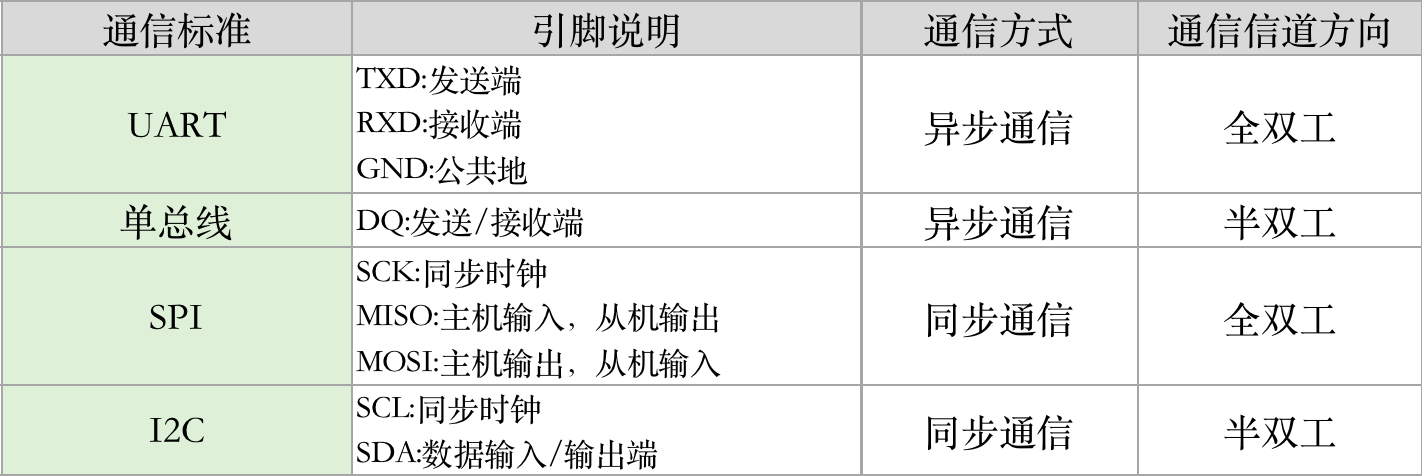 通信标准 引脚说明 通信方式 通信信道方向
UART
TXD:发送端
RXD:接收端
GND:公共地
异步通信
全双工
单总线 DQ:发送/接收端 异步通信 半双工
SPI
SCK:同步时钟
MISO:主机输入，从机输出
MOSI:主机输出，从机输入
同步通信
全双工
I2C
SCL:同步时钟
SDA:数据输入/输出端
同步通信
半双工